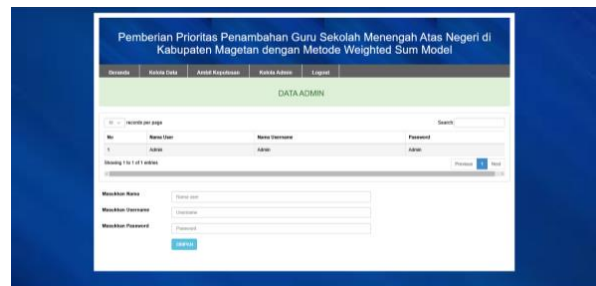 Pemberian Prioritas Penambahan Guru Sekolah Menengah Atas Negeri di
Kabupaten Magetan dengan Metode Weighted Sum Model
Beranda Kelola Data Ambil Keputusan Kelola Admin Logout
DATA ADMIN
10 records per page Search:
No Nama User Nama Username Password
1 Admin Admin Admin
Showing 1 to 1 of 1 entries Previous 1 Next
Masukkan Nama Nama user
Masukkan Username Username
Masukkan Password Password
SIMPAN